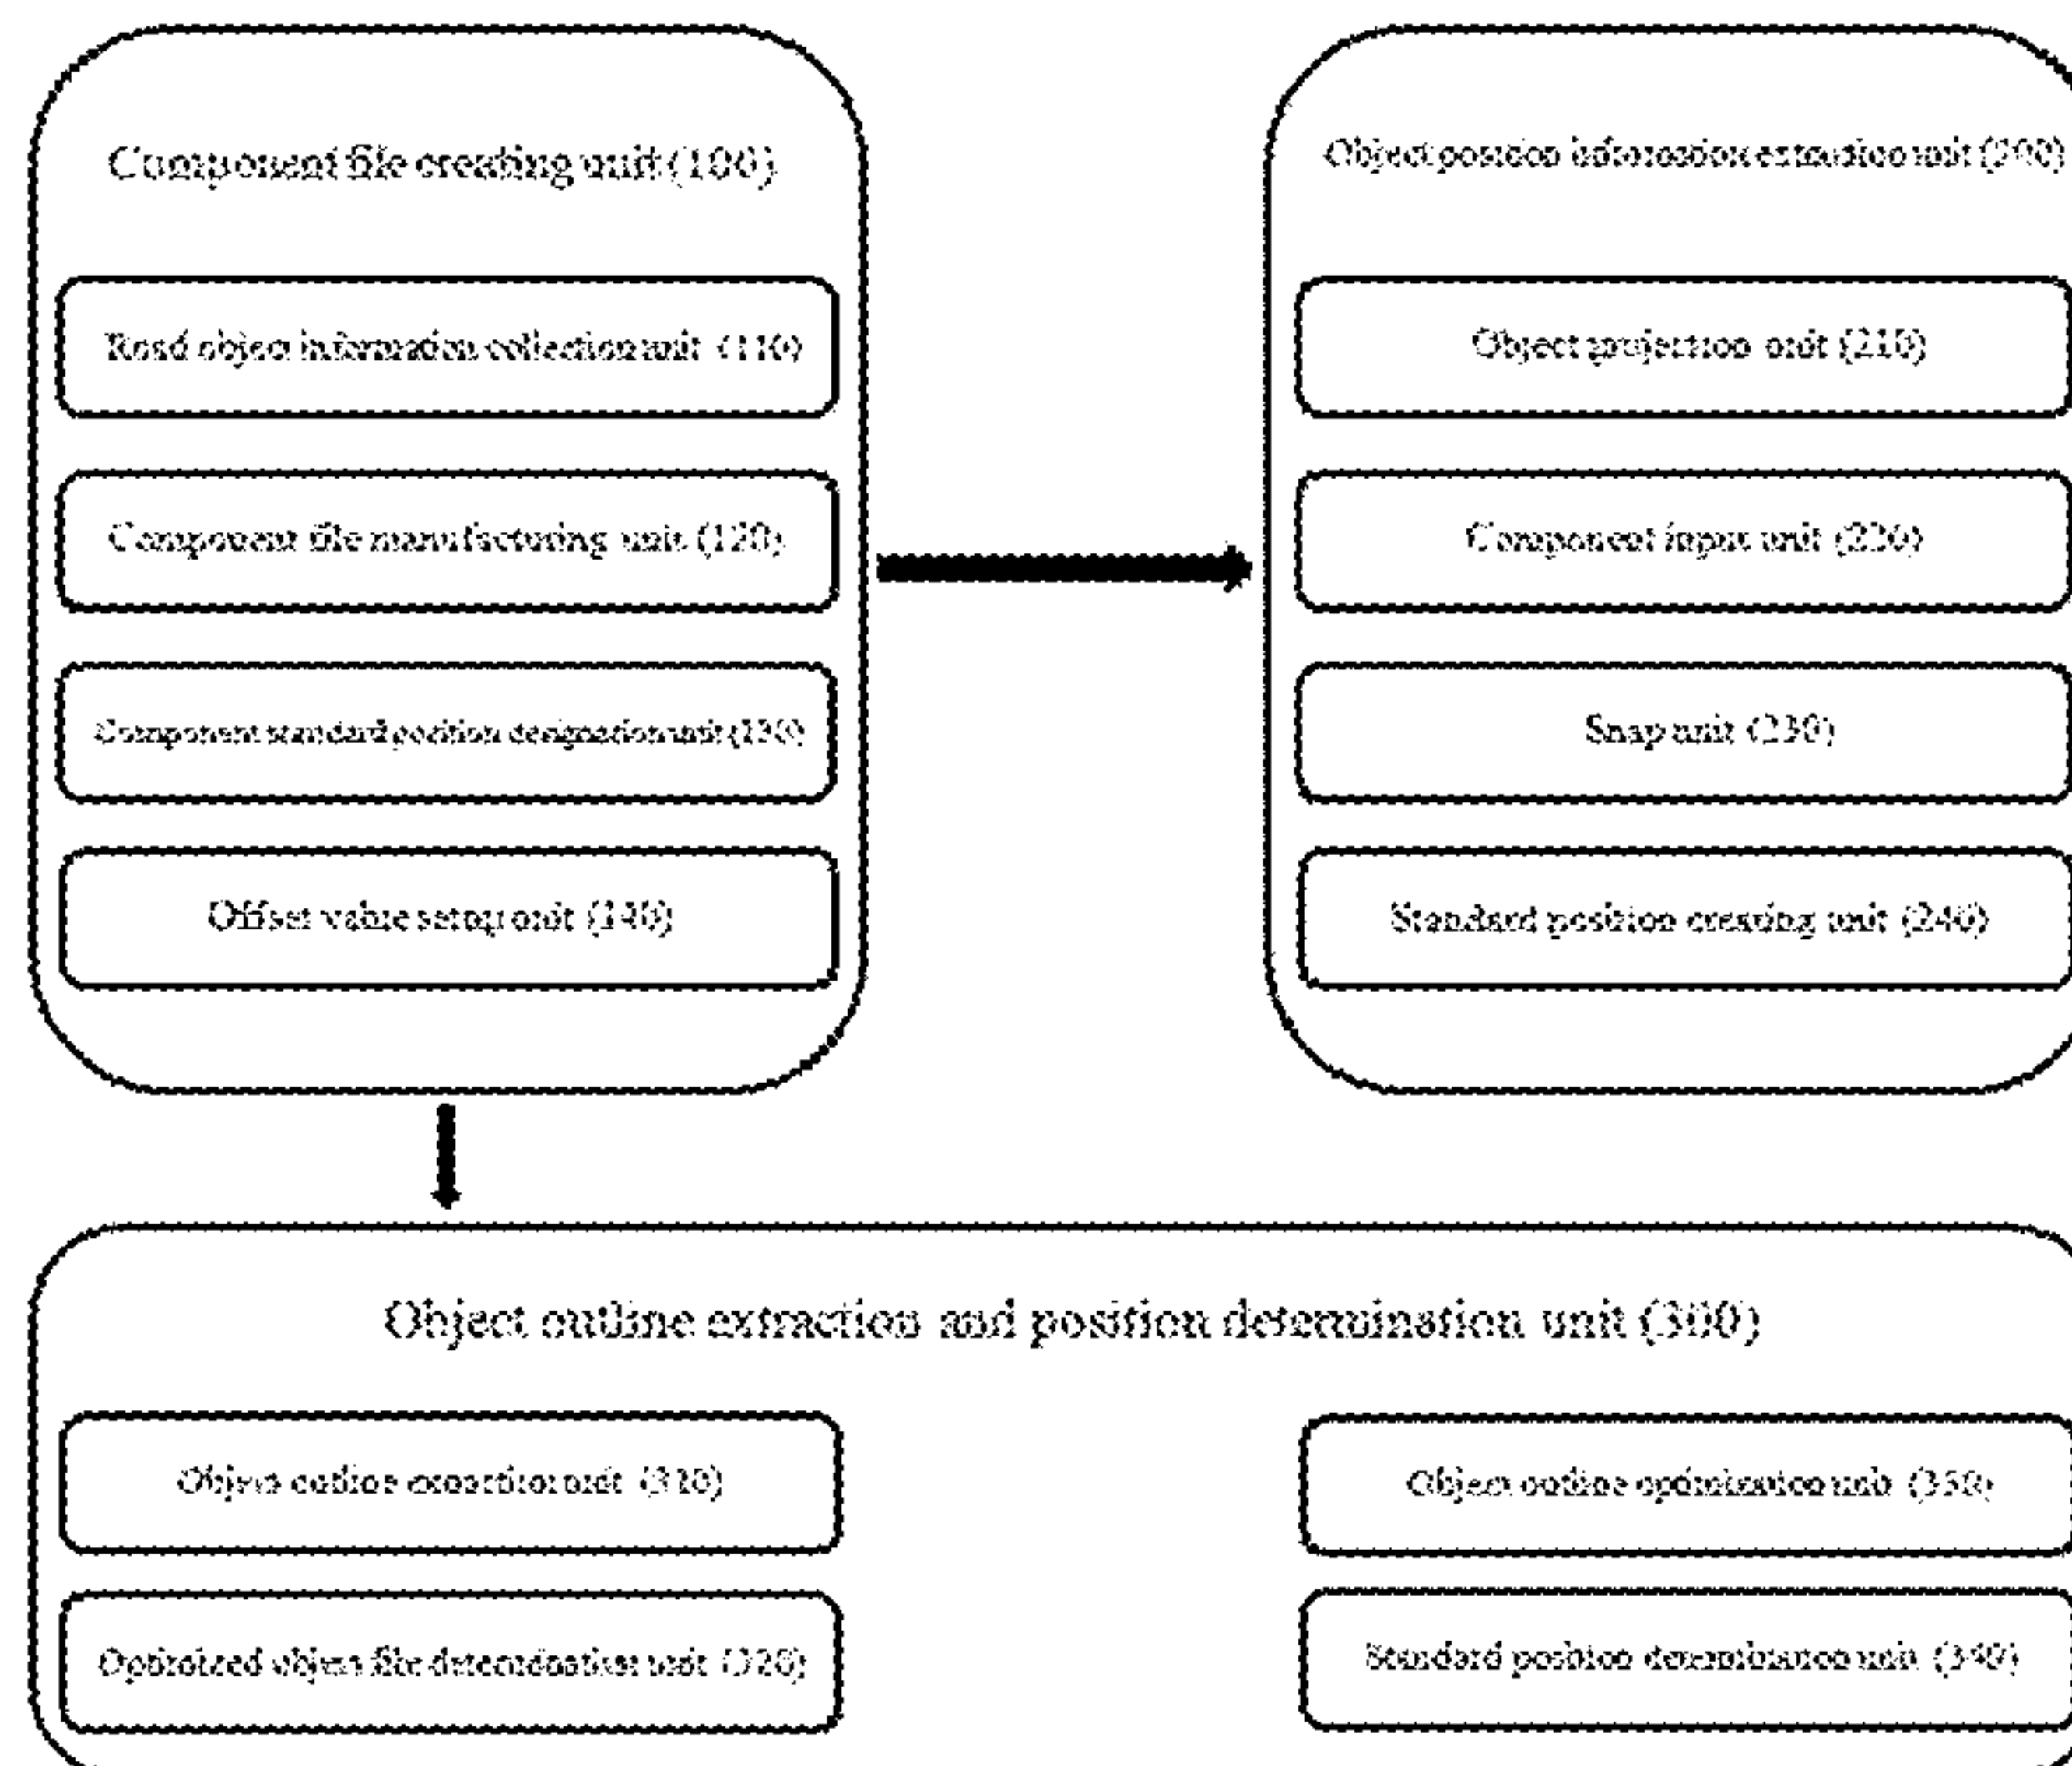 Component file creating unit (100)
Road object information collection unit (110)
Component file manufacturing unit (120)
Component standard position designation unit (130)
Offset value setup unit (140)
Object position information extraction unit (200)
Object projection unit (210)
Component input unit (220)
Snap unit (230)
Standard position creating unit (240)
Object outline extraction and position determination unit (300)
Object outline extraction unit (310)
Optimized object file determination unit (320)
Object outline optimization unit (330)
Standard position determination unit (340)